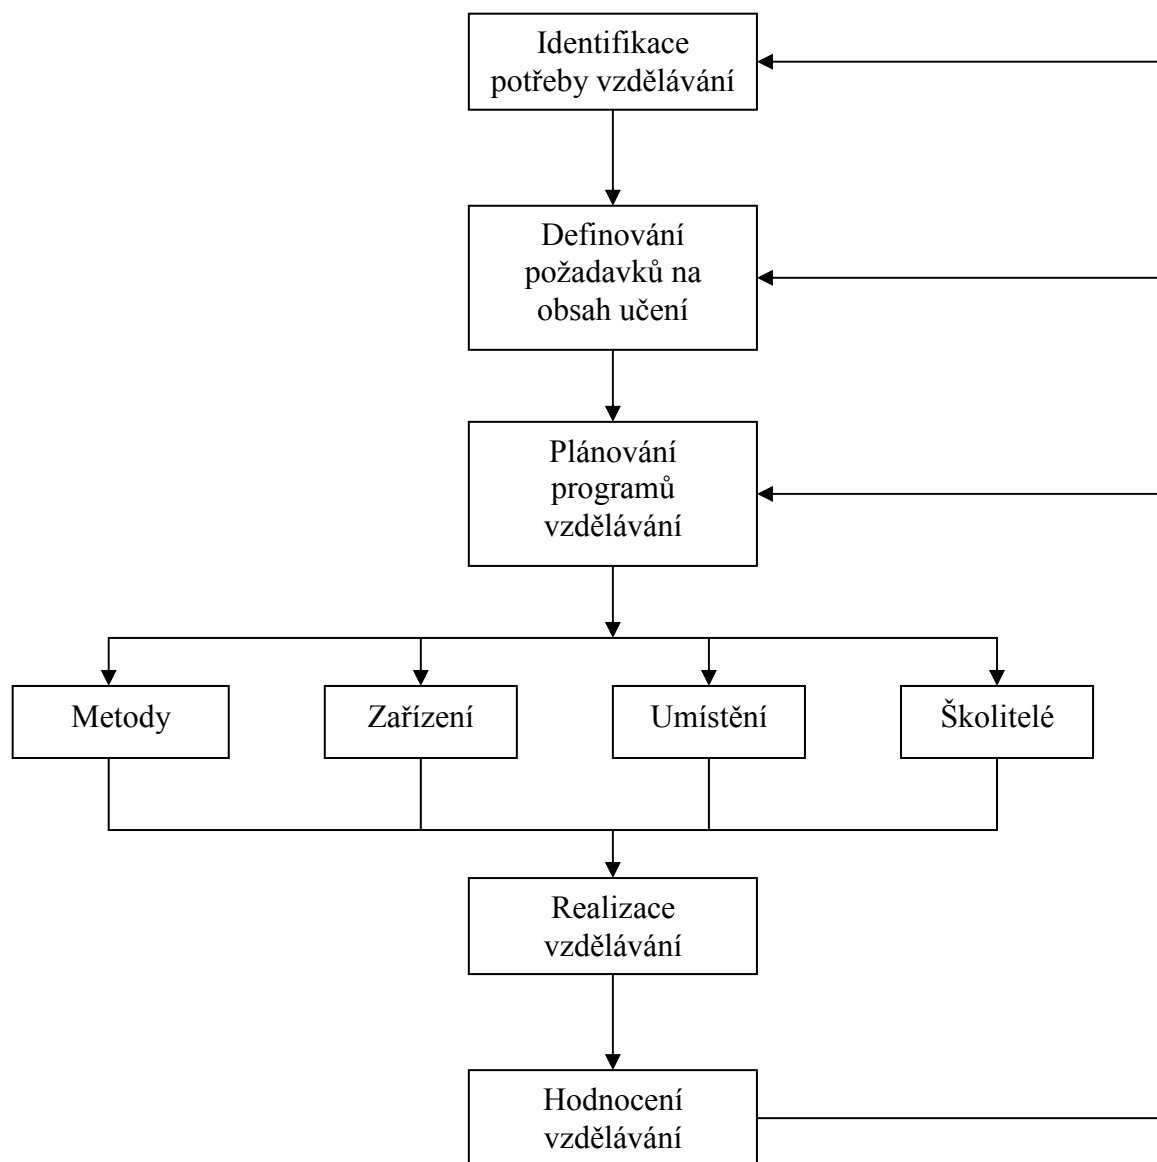 Identifikace
potřeby vzdělávání
Definování
požadavků na
obsah učení
Plánování
programů
vzdělávání
Metody
Zařízení
Umístění
Školitelé
Realizace
vzdělávání
Hodnocení
vzdělávání